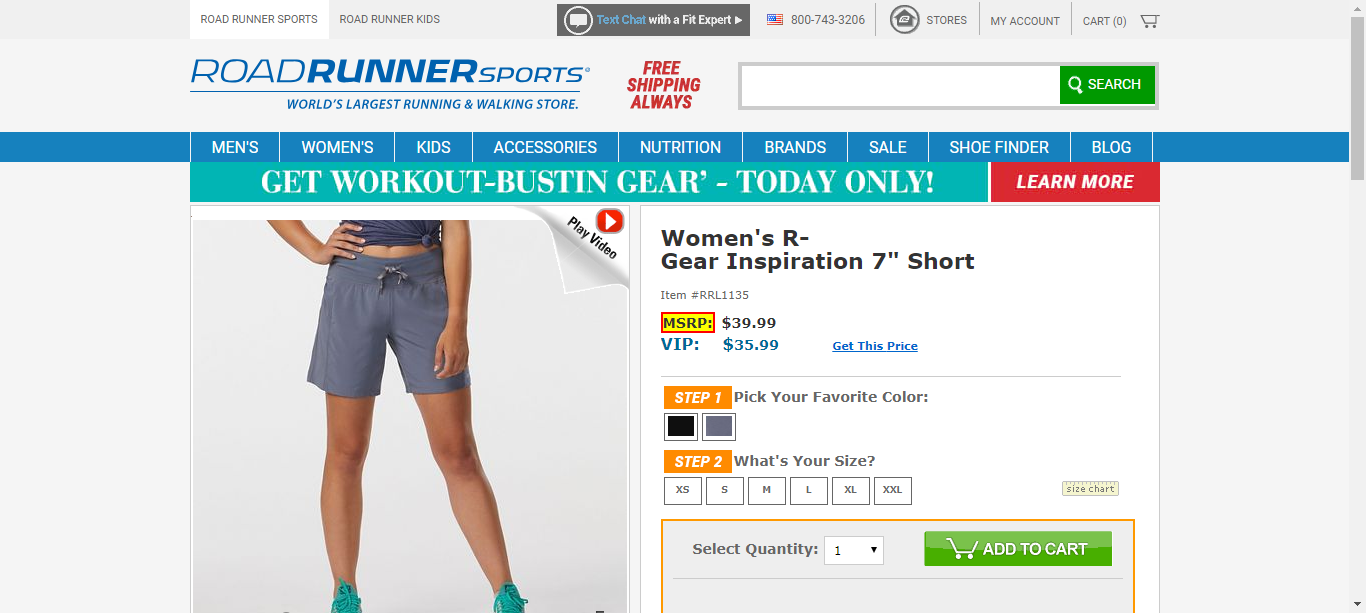 ROAD RUNNER SPORTS
ROAD RUNNER KIDS
Text Chat with a Fit Expert
800-743-3206
STORES
MY ACCOUNT
CART (0)
ROADRUNNERSPORTS®
WORLD'S LARGEST RUNNING & WALKING STORE.
FREE
SHIPPING
ALWAYS
SEARCH
MEN'S
WOMEN'S
KIDS
ACCESSORIES
NUTRITION
BRANDS
SALE
SHOE FINDER
BLOG
GET WORKOUT-BUSTIN GEAR’ - TODAY ONLY!
LEARN MORE
Play Video
Women's R-
Gear Inspiration 7" Short
Item #RRL1135
MSRP: $39.99
VIP: $35.99 Get This Price
STEP 1 Pick Your Favorite Color:
STEP 2 What's Your Size?
XS S M L XL XXL
size chart
Select Quantity: 1
ADD TO CART